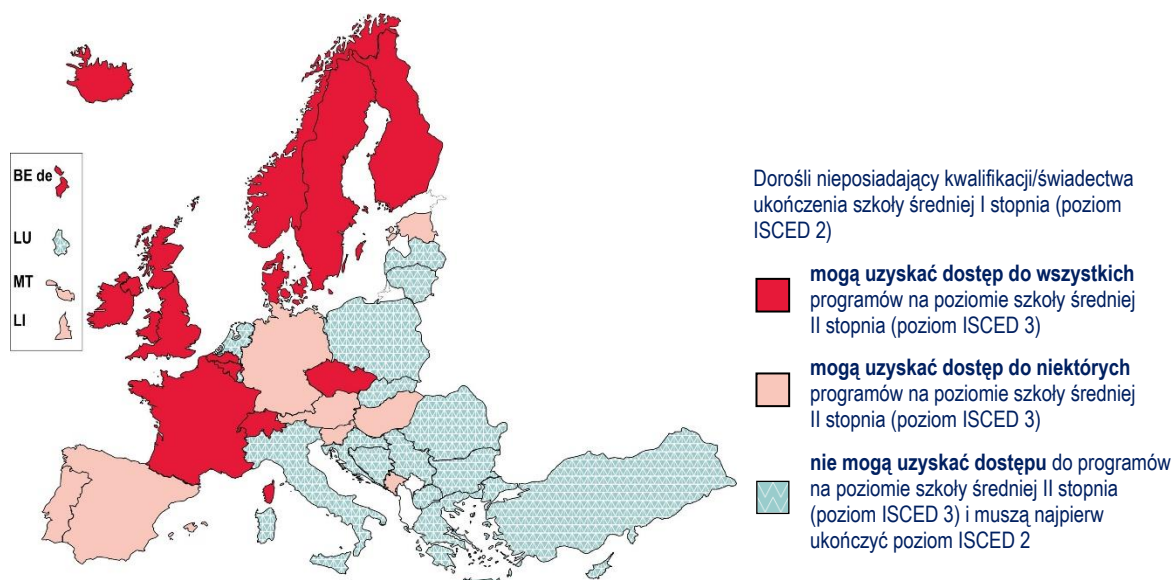 BE de
LU
MT
LI
Dorośli nieposiadający kwalifikacji/świadectwa
ukończenia szkoły średniej I stopnia (poziom
ISCED 2)
mogą uzyskać dostęp do wszystkich
programów na poziomie szkoły średniej
II stopnia (poziom ISCED 3)
mogą uzyskać dostęp do niektórych
programów na poziomie szkoły średniej
II stopnia (poziom ISCED 3)
nie mogą uzyskać dostępu do programów
na poziomie szkoły średniej II stopnia
(poziom ISCED 3) i muszą najpierw
ukończyć poziom ISCED 2